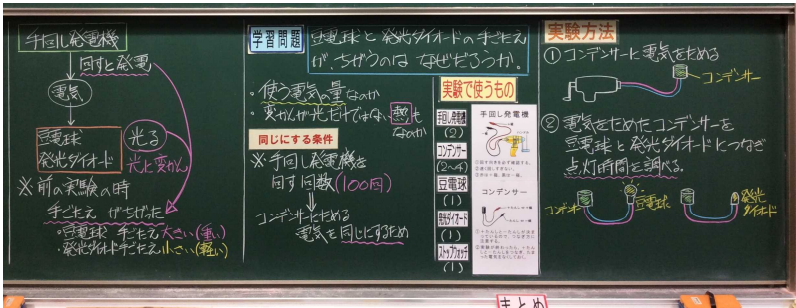 手回し発電機
回すと発電
電気
豆電球
発光ダイオード
光る
光に変かん
※前の実験の時
手ごたえがちがった
・豆電球 手ごたえ大きい(重い)
・発光ダイオード手ごたえ小さい(軽い)
学習問題
豆電球と発光ダイオードの手ごたえ
が、ちがうのはなぜだろうか。
・使う電気の量なのか
・変かんが光だけではない熱も
なのか
同じにする条件
※手回し発電機を
回す回数(100回)
コンデンサーにためる
電気を同じにするため
実験で使うもの
手回し発電機
(2)
コンデンサー
(2〜4)
豆電球
(1)
発光ダイオード
(1)
ストップウォッチ
(1)
手回し発電機
コンデンサー
実験方法
① コンデンサーに電気をためる
コンデンサー
② 電気をためたコンデンサーを
豆電球と発光ダイオードにつなぎ
点灯時間を調べる。
コンデンサー
豆電球
発光
ダイオード
まとめ